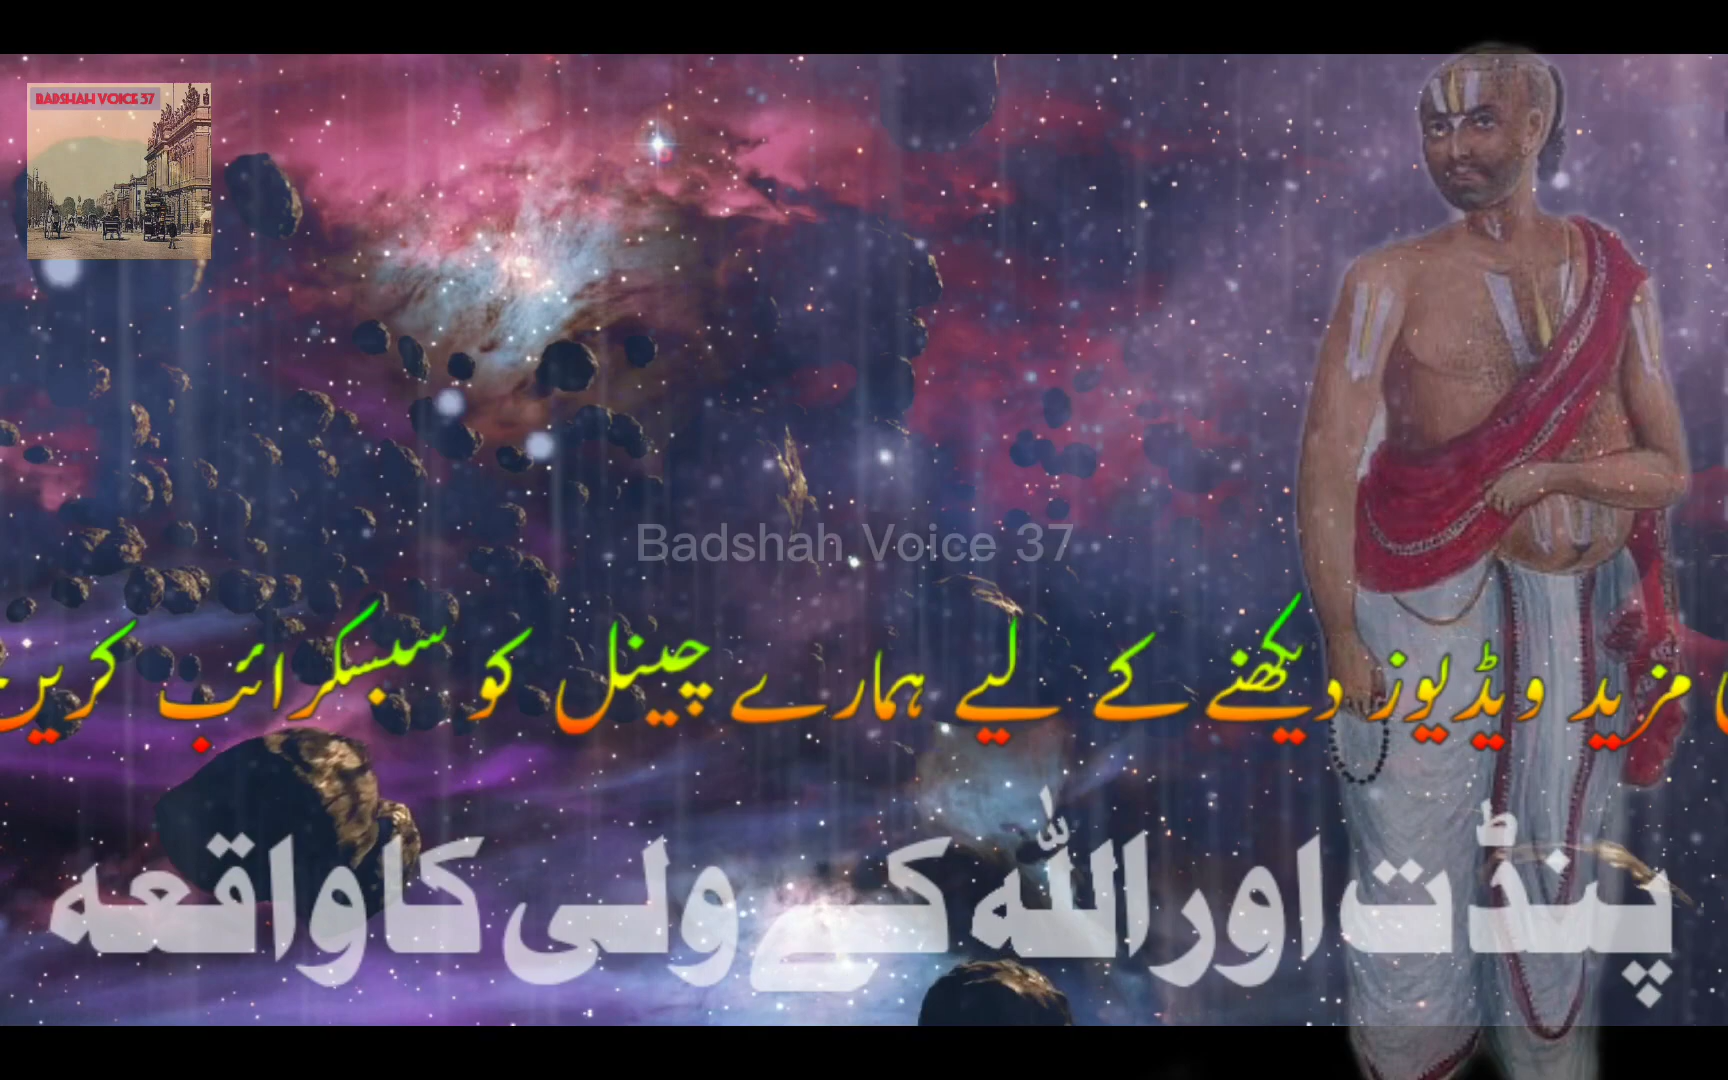 BADSHAH VOICE 37
Badshah Voice 37
مزید ویڈیوز دیکھنے کے لیے ہمارے چینل کو سبسکرائب کریں
پنڈت اور اللہ کے ولی کا واقعہ